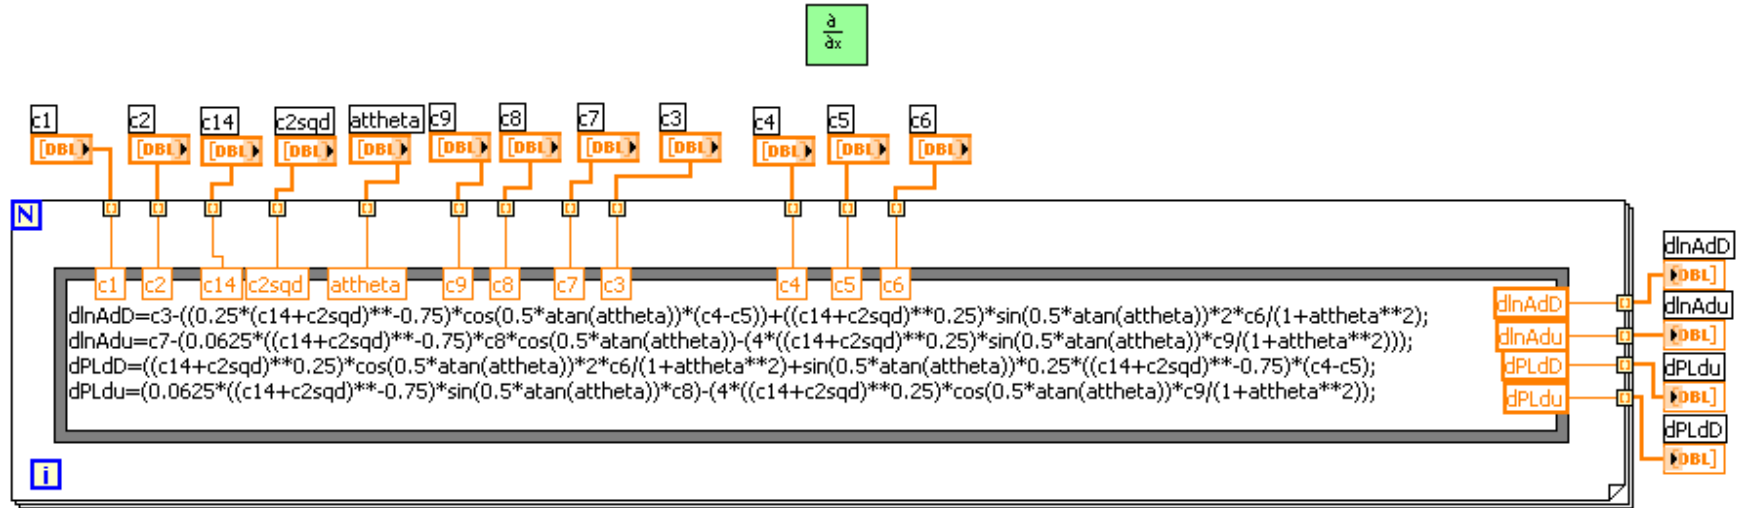 à
àx
c1 c2 c14 c2sqd attheta c9 c8 c7 c3 c4 c5 c6
[DBL] [DBL] [DBL] [DBL] [DBL] [DBL] [DBL] [DBL] [DBL] [DBL] [DBL] [DBL]
N
c1 c2 c14 c2sqd attheta c9 c8 c7 c3 c4 c5 c6
dlnAdD=c3-((0.25*(c14+c2sqd)**-0.75)*cos(0.5*atan(attheta))*(c4-c5))+((c14+c2sqd)**0.25)*sin(0.5*atan(attheta))*2*c6/(1+attheta**2);
dlnAdu=c7-(0.0625*((c14+c2sqd)**-0.75)*c8*cos(0.5*atan(attheta))-(4*((c14+c2sqd)**0.25)*sin(0.5*atan(attheta))*c9/(1+attheta**2)));
dPLdD=((c14+c2sqd)**0.25)*cos(0.5*atan(attheta))*2*c6/(1+attheta**2)+sin(0.5*atan(attheta))*0.25*((c14+c2sqd)**-0.75)*(c4-c5);
dPLdu=(0.0625*((c14+c2sqd)**-0.75)*sin(0.5*atan(attheta))*c8)-(4*((c14+c2sqd)**0.25)*cos(0.5*atan(attheta))*c9/(1+attheta**2));
dlnAdD
dlnAdu
dPLdD
dPLdu
dlnAdD
DBL]
dlnAdu
DBL]
dPLdu
DBL]
dPLdD
DBL]
i